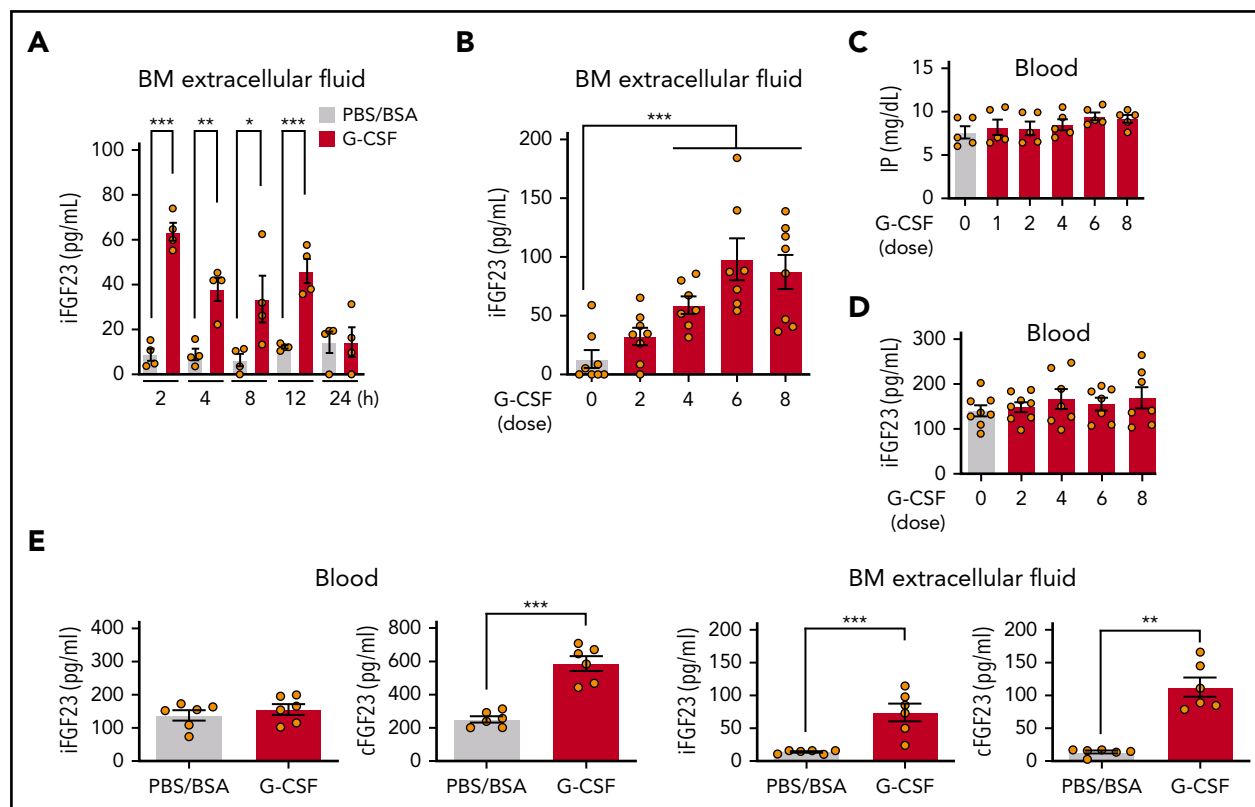 A
BM extracellular fluid
PBS/BSA
G-CSF
*** ** * ***
iFGF23 (pg/mL)
100
80
60
40
20
0
2 4 8 12 24 (h)
B
BM extracellular fluid
***
iFGF23 (pg/mL)
200
150
100
50
0
G-CSF
(dose)
0 2 4 6 8
C
Blood
IP (mg/dL)
15
10
5
0
G-CSF
(dose)
0 1 2 4 6 8
D
Blood
iFGF23 (pg/mL)
300
200
100
0
G-CSF
(dose)
0 2 4 6 8
E
Blood
iFGF23 (pg/ml)
400
300
200
100
0
PBS/BSA G-CSF
***
cFGF23 (pg/ml)
800
600
400
200
0
PBS/BSA G-CSF
BM extracellular fluid
***
iFGF23 (pg/ml)
200
150
100
50
0
PBS/BSA G-CSF
**
cFGF23 (pg/ml)
200
150
100
50
0
PBS/BSA G-CSF